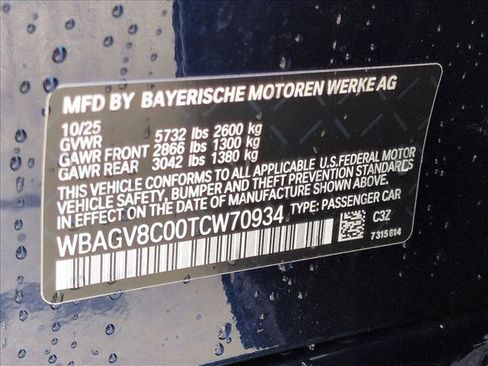 MFD BY BAYERISCHE MOTOREN WERKE AG
10/25
GVWR 5732 lbs 2600 kg
GAWR FRONT 2866 lbs 1300 kg
GAWR REAR 3042 lbs 1380 kg
THIS VEHICLE CONFORMS TO ALL APPLICABLE U.S.FEDERAL MOTOR
VEHICLE SAFETY, BUMPER AND THEFT PREVENTION STANDARDS
IN EFFECT ON THE DATE OF MANUFACTURE SHOWN ABOVE.
WBAGV8C00TCW70934 TYPE: PASSENGER CAR
C3Z
7315814